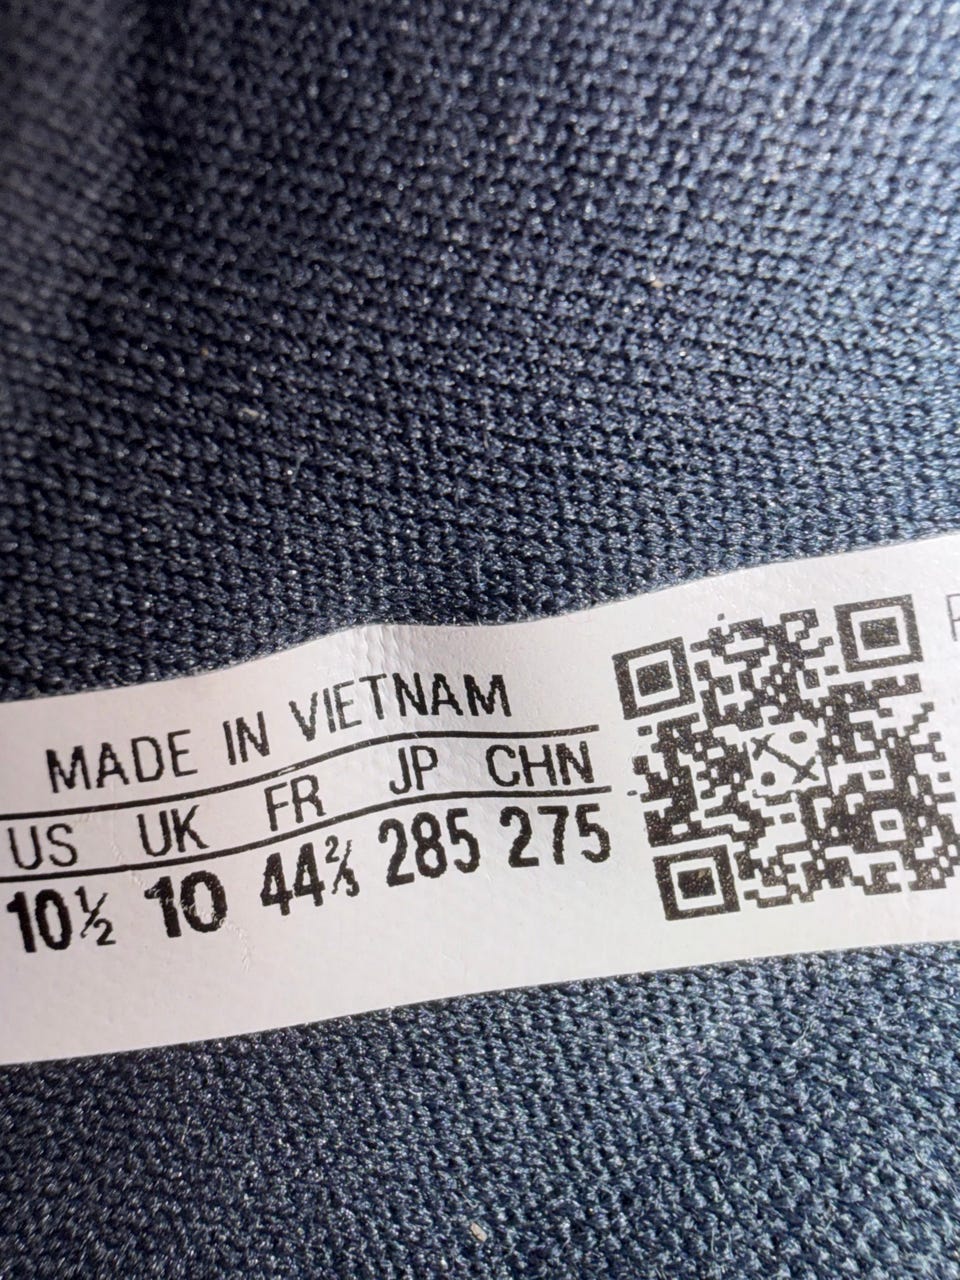 MADE IN VIETNAM
US UK FR JP CHN
10½ 10 44⅔ 285 275